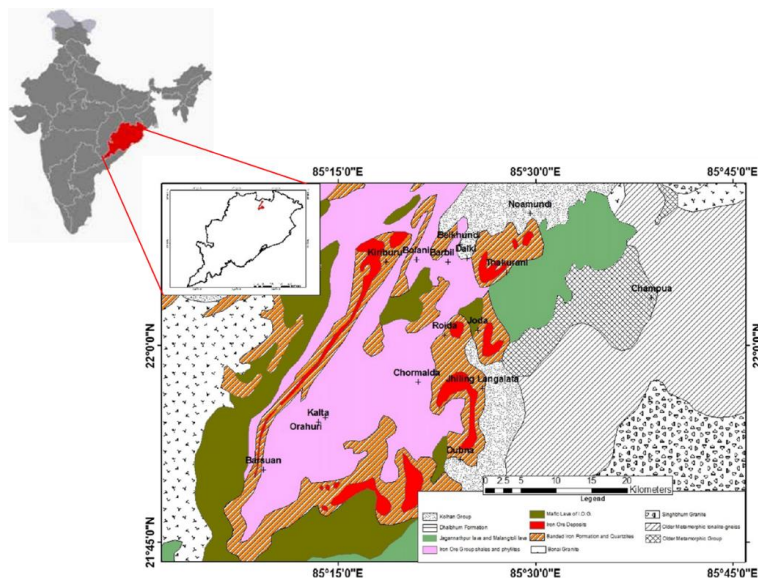 85°15'0"E 85°30'0"E 85°45'0"E
Noamundi
Kiriburu Bolani Barbil
Dalki
Thakurani
Champua
Roida Joda
22°0'0"N 22°0'0"N
Chormalda
Jhiling Langalata
Kalta
Orahuri
Barsuan
Dubna
0 2.5 5 10 15 20
Kilometers
Legend
Kolhan Group
Dhalbhum Formation
Jagannathpur lava and Malangtoli lava
Iron Ore Group shales and phyllites
Mafic Lava of I.O.G.
Iron Ore Deposits
Banded Iron Formation and Quartzites
Bonai Granite
Singhbhum Granite
Older Metamorphic tonalite-gneiss
Older Metamorphic Group
21°45'0"N 21°45'0"N
85°15'0"E 85°30'0"E 85°45'0"E